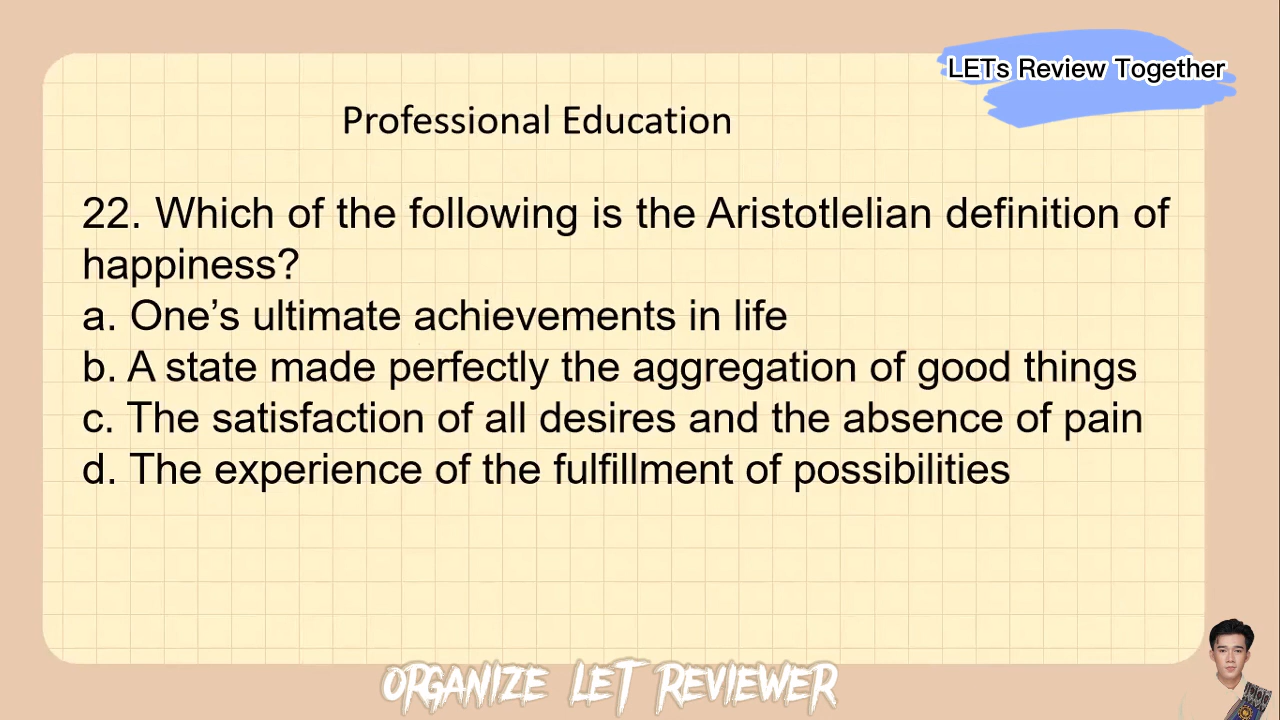 LETs Review Together
Professional Education
22. Which of the following is the Aristotlelian definition of
happiness?
a. One’s ultimate achievements in life
b. A state made perfectly the aggregation of good things
c. The satisfaction of all desires and the absence of pain
d. The experience of the fulfillment of possibilities
ORGANIZE LET REVIEWER